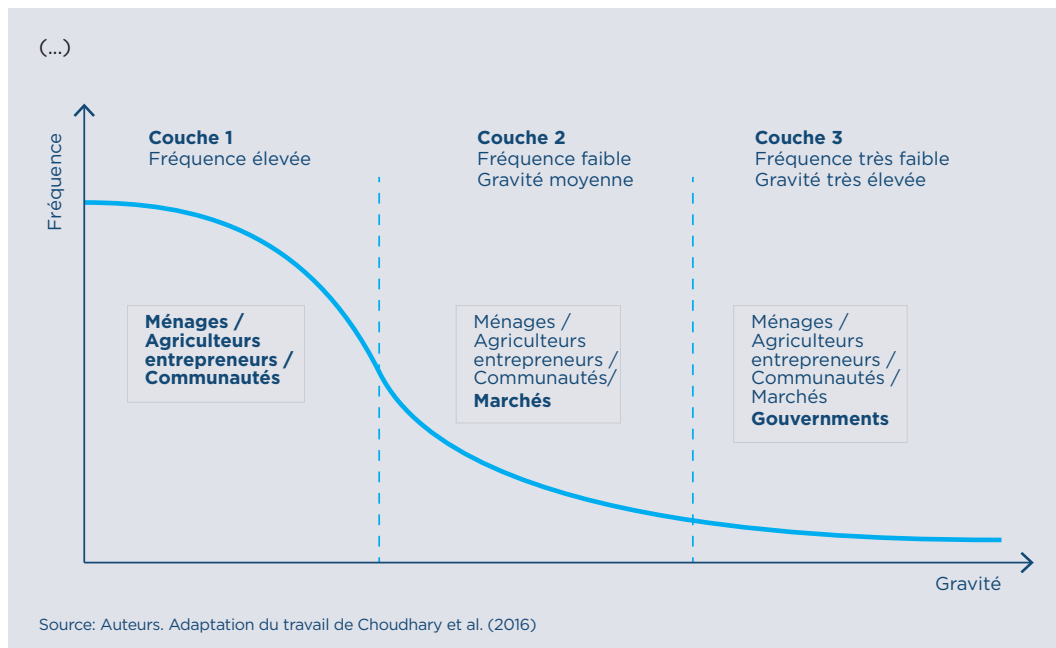 (...)
Fréquence
Couche 1
Fréquence élevée
Couche 2
Fréquence faible
Gravité moyenne
Couche 3
Fréquence très faible
Gravité très élevée
Ménages /
Agriculteurs
entrepreneurs /
Communautés
Ménages /
Agriculteurs
entrepreneurs /
Communautés/
Marchés
Ménages /
Agriculteurs
entrepreneurs /
Communautés /
Marchés
Gouvernments
Gravité
Source: Auteurs. Adaptation du travail de Choudhary et al. (2016)